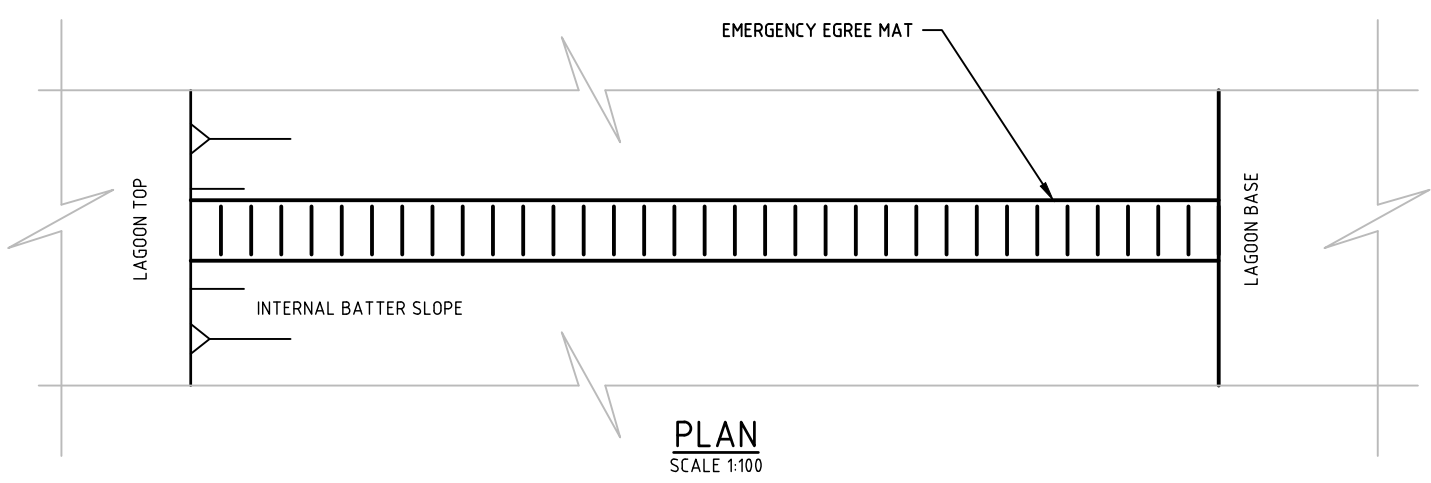 EMERGENCY EGREE MAT
LAGOON TOP
LAGOON BASE
INTERNAL BATTER SLOPE
PLAN
SCALE 1:100